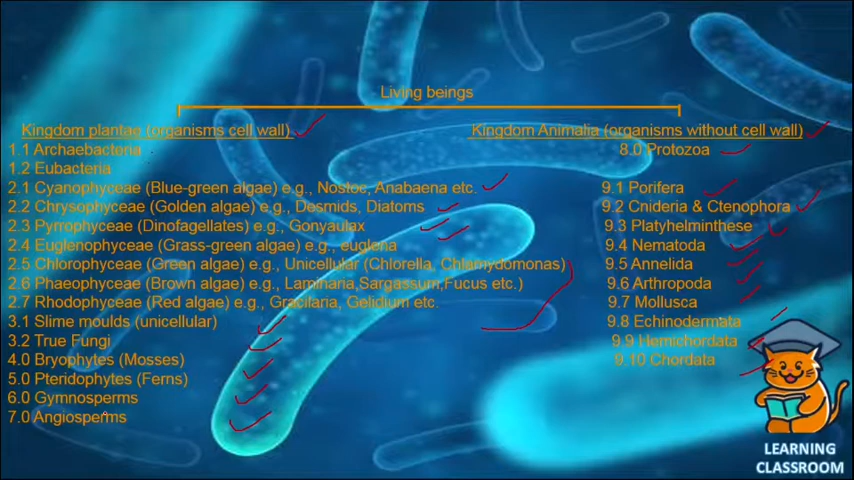 Living beings
Kingdom plantae (organisms cell wall)
1.1 Archaebacteria
1.2 Eubacteria
2.1 Cyanophyceae (Blue-green algae) e.g., Nostoc, Anabaena etc.
2.2 Chrysophyceae (Golden algae) e.g., Desmids, Diatoms
2.3 Pyrrophyceae (Dinofagellates) e.g., Gonyaulax
2.4 Euglenophyceae (Grass-green algae) e.g., euglena
2.5 Chlorophyceae (Green algae) e.g., Unicellular (Chlorella, Chlamydomonas)
2.6 Phaeophyceae (Brown algae) e.g., Laminaria,Sargassum,Fucus etc.)
2.7 Rhodophyceae (Red algae) e.g., Gracilaria, Gelidium etc.
3.1 Slime moulds (unicellular)
3.2 True Fungi
4.0 Bryophytes (Mosses)
5.0 Pteridophytes (Ferns)
6.0 Gymnosperms
7.0 Angiosperms
Kingdom Animalia (organisms without cell wall)
8.0 Protozoa
9.1 Porifera
9.2 Cnideria & Ctenophora
9.3 Platyhelminthese
9.4 Nematoda
9.5 Annelida
9.6 Arthropoda
9.7 Mollusca
9.8 Echinodermata
9.9 Hemichordata
9.10 Chordata
LEARNING
CLASSROOM